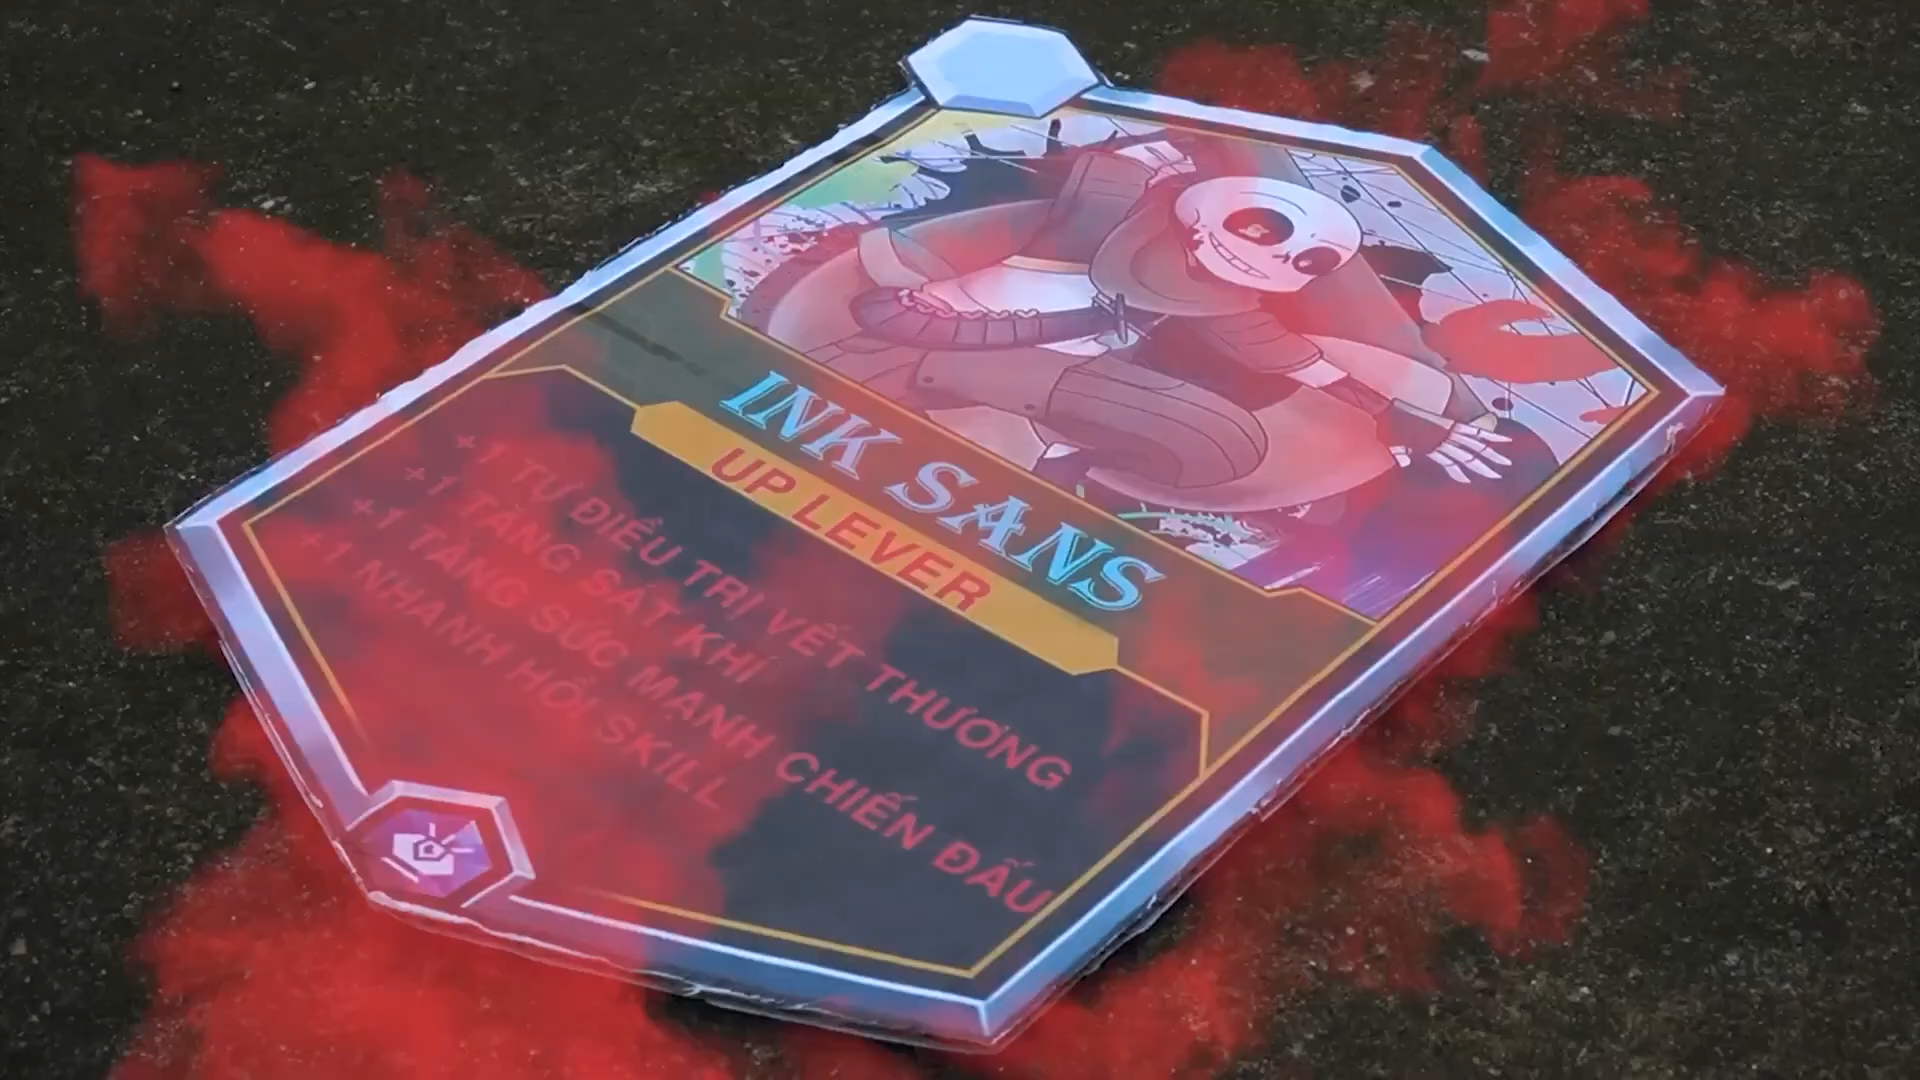 INK SANS
UP LEVER
+1 TỰ ĐIỀU TRỊ VẾT THƯƠNG
+1 TĂNG SÁT KHÍ
+1 TĂNG SỨC MẠNH CHIẾN ĐẤU
+1 NHANH HỒI SKILL